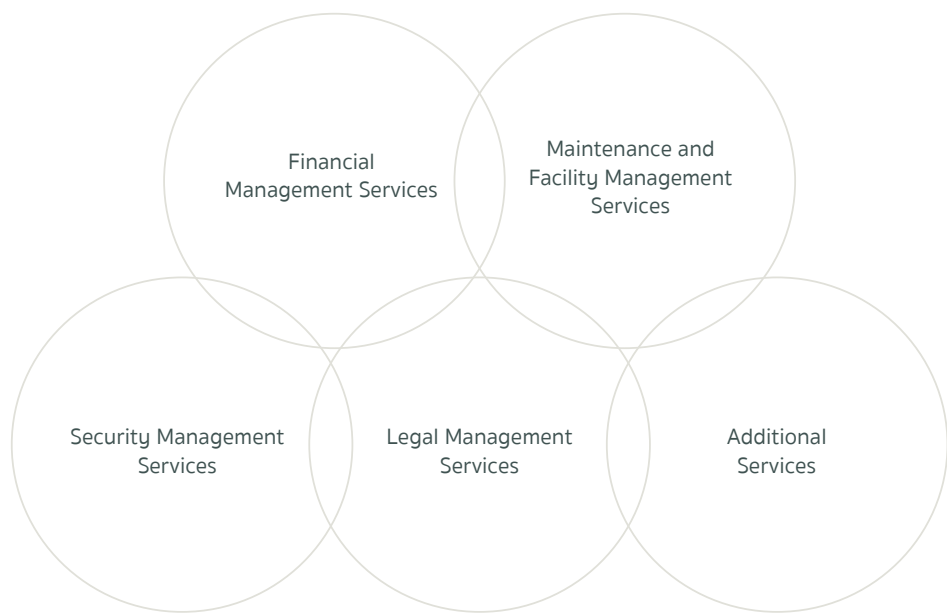 Financial
Management Services
Maintenance and
Facility Management
Services
Security Management
Services
Legal Management
Services
Additional
Services